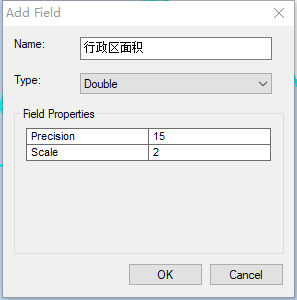 Add Field
Name: 行政区面积
Type: Double
Field Properties
Precision 15
Scale 2
OK Cancel